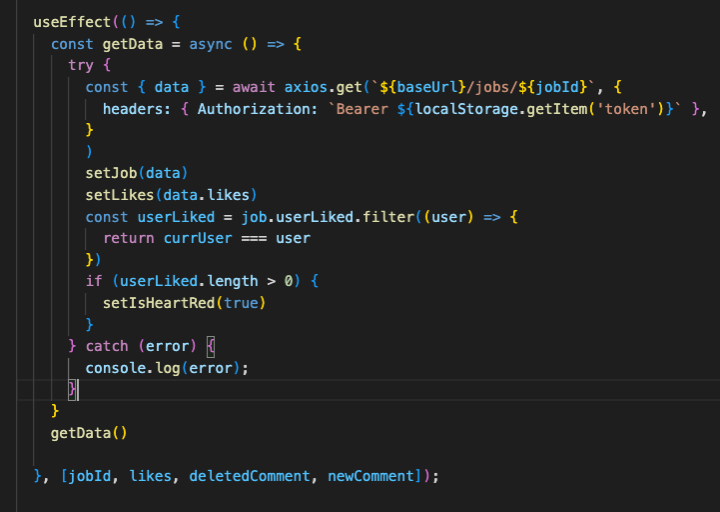 useEffect(() => {
const getData = async () => {
try {
const { data } = await axios.get(`${baseUrl}/jobs/${jobId}`, {
headers: { Authorization: `Bearer ${localStorage.getItem('token')}` },
}
)
setJob(data)
setLikes(data.likes)
const userLiked = job.userLiked.filter((user) => {
return currUser === user
})
if (userLiked.length > 0) {
setIsHeartRed(true)
}
} catch (error) {
console.log(error);
}
}
getData()
}, [jobId, likes, deletedComment, newComment]);